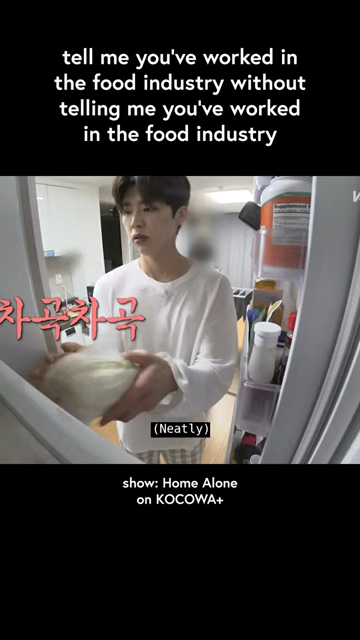 tell me you've worked in
the food industry without
telling me you've worked
in the food industry
차곡차곡
(Neatly)
show: Home Alone
on KOCOWA+